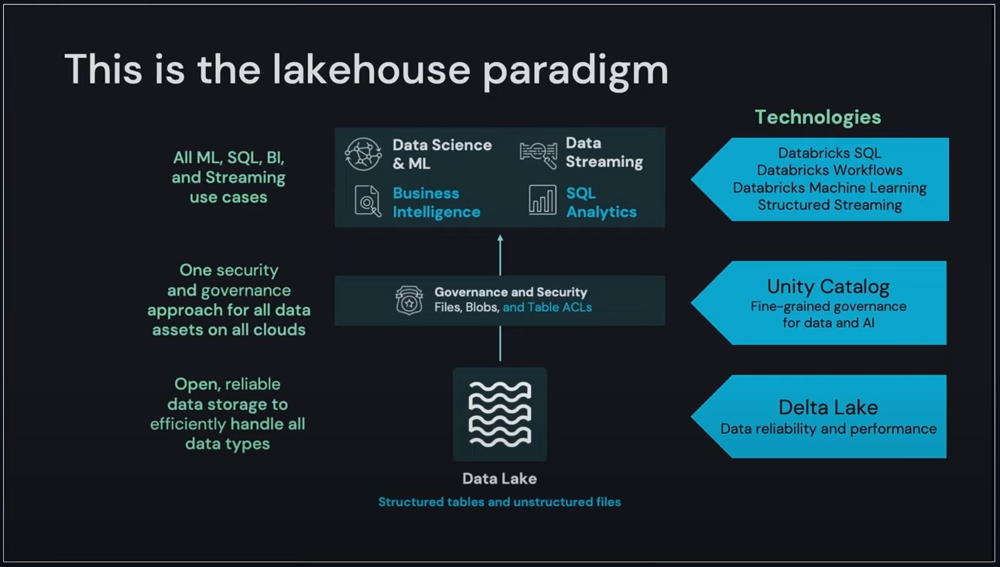 This is the lakehouse paradigm
Technologies
All ML, SQL, BI,
and Streaming
use cases
Data Science
& ML
Data
Streaming
Business
Intelligence
SQL
Analytics
Databricks SQL
Databricks Workflows
Databricks Machine Learning
Structured Streaming
One security
and governance
approach for all data
assets on all clouds
Governance and Security
Files, Blobs, and Table ACLs
Unity Catalog
Fine-grained governance
for data and AI
Open, reliable
data storage to
efficiently handle all
data types
Data Lake
Structured tables and unstructured files
Delta Lake
Data reliability and performance